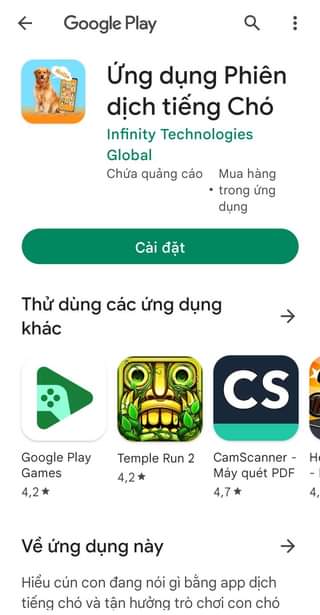 Google Play
Ứng dụng Phiên
dịch tiếng Chó
Infinity Technologies
Global
Chứa quảng cáo
• Mua hàng
trong ứng
dụng
Cài đặt
Thử dùng các ứng dụng
khác
CS
Google Play
Games
4,2★
Temple Run 2
4,2★
CamScanner -
Máy quét PDF
4,7★
Về ứng dụng này
Hiểu cún con đang nói gì bằng app dịch
tiếng chó và tận hưởng trò chơi con chó